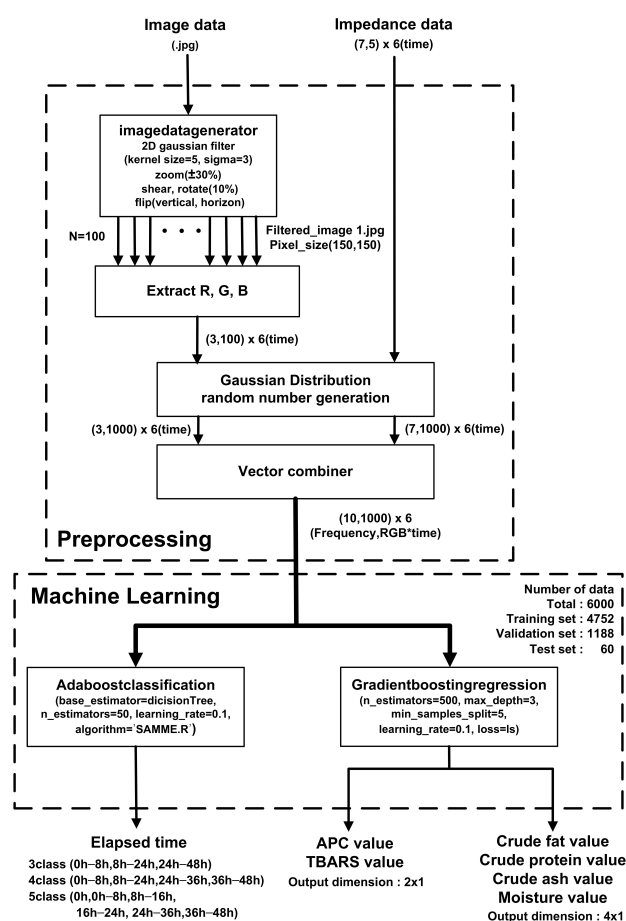 Image data
(.jpg)
Impedance data
(7,5) x 6(time)
imagedatagenerator
2D gaussian filter
(kernel size=5, sigma=3)
zoom(±30%)
shear, rotate(10%)
flip(vertical, horizon)
N=100
• • •
Filtered_image 1.jpg
Pixel_size(150,150)
Extract R, G, B
(3,100) x 6(time)
Gaussian Distribution
random number generation
(3,1000) x 6(time)
(7,1000) x 6(time)
Vector combiner
(10,1000) x 6
(Frequency,RGB*time)
Preprocessing
Machine Learning
Number of data
Total : 6000
Training set : 4752
Validation set : 1188
Test set : 60
Adaboostclassification
(base_estimator=dicisionTree,
n_estimators=50, learning_rate=0.1,
algorithm=‘SAMME.R’)
Gradientboostingregression
(n_estimators=500, max_depth=3,
min_samples_split=5,
learning_rate=0.1, loss=ls)
Elapsed time
3class (0h–8h,8h–24h,24h–48h)
4class (0h–8h,8h–24h,24h–36h,36h–48h)
5class (0h,0h–8h,8h–16h,
16h–24h, 24h–36h,36h–48h)
APC value
TBARS value
Output dimension : 2x1
Crude fat value
Crude protein value
Crude ash value
Moisture value
Output dimension : 4x1